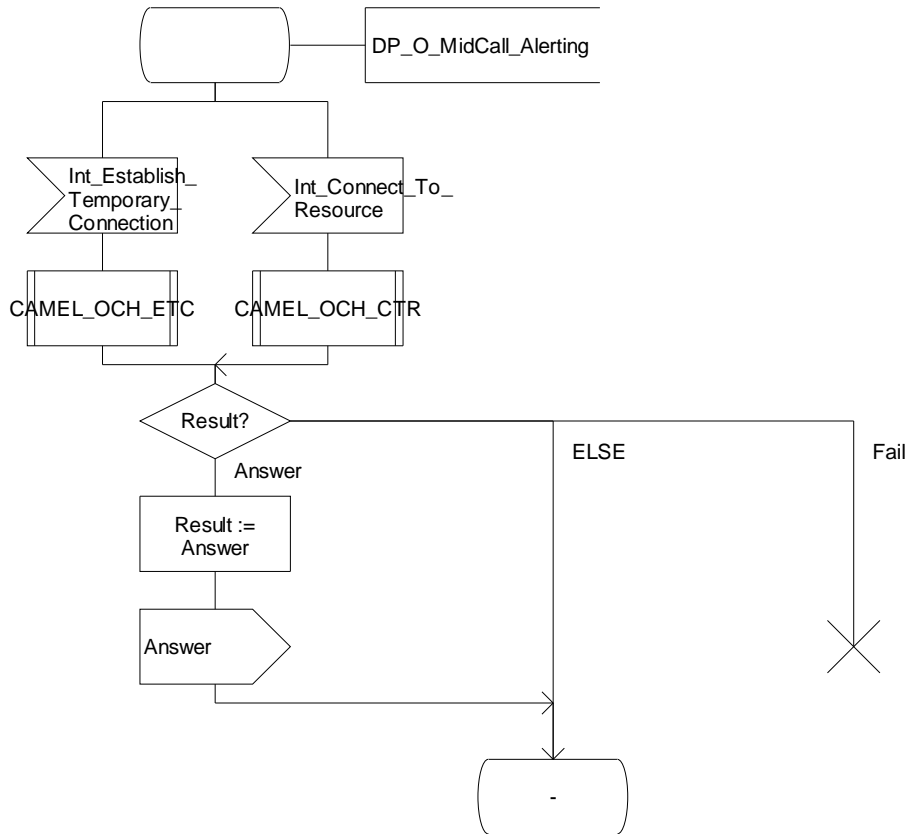 DP_O_MidCall_Alerting
Int_Establish_
Temporary_
Connection
Int_Connect_To_
Resource
CAMEL_OCH_ETC
CAMEL_OCH_CTR
Result?
ELSE
Fail
Answer
Result :=
Answer
Answer
-